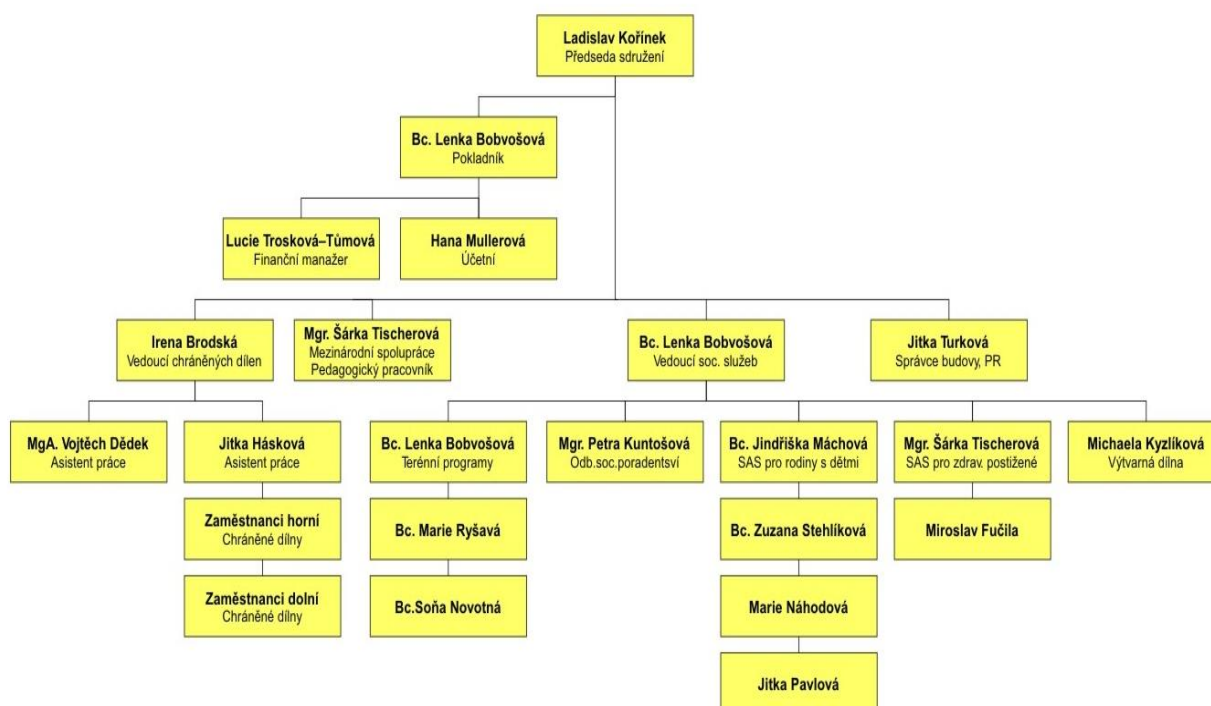 Ladislav Kořínek
Předseda sdružení
Bc. Lenka Bobvošová
Pokladník
Lucie Trosková–Tůmová
Finanční manažer
Hana Mullerová
Účetní
Irena Brodská
Vedoucí chráněných dílen
Mgr. Šárka Tischerová
Mezinárodní spolupráce
Pedagogický pracovník
Bc. Lenka Bobvošová
Vedoucí soc. služeb
Jitka Turková
Správce budovy, PR
MgA. Vojtěch Dědek
Asistent práce
Jitka Hásková
Asistent práce
Bc. Lenka Bobvošová
Terénní programy
Mgr. Petra Kuntošová
Odb.soc.poradentsví
Bc. Jindřiška Máchová
SAS pro rodiny s dětmi
Mgr. Šárka Tischerová
SAS pro zdrav. postižené
Michaela Kyzlíková
Výtvarná dílna
Zaměstnanci horní
Chráněné dílny
Bc. Marie Ryšavá
Bc. Zuzana Stehlíková
Miroslav Fučila
Zaměstnanci dolní
Chráněné dílny
Bc.Soňa Novotná
Marie Náhodová
Jitka Pavlová